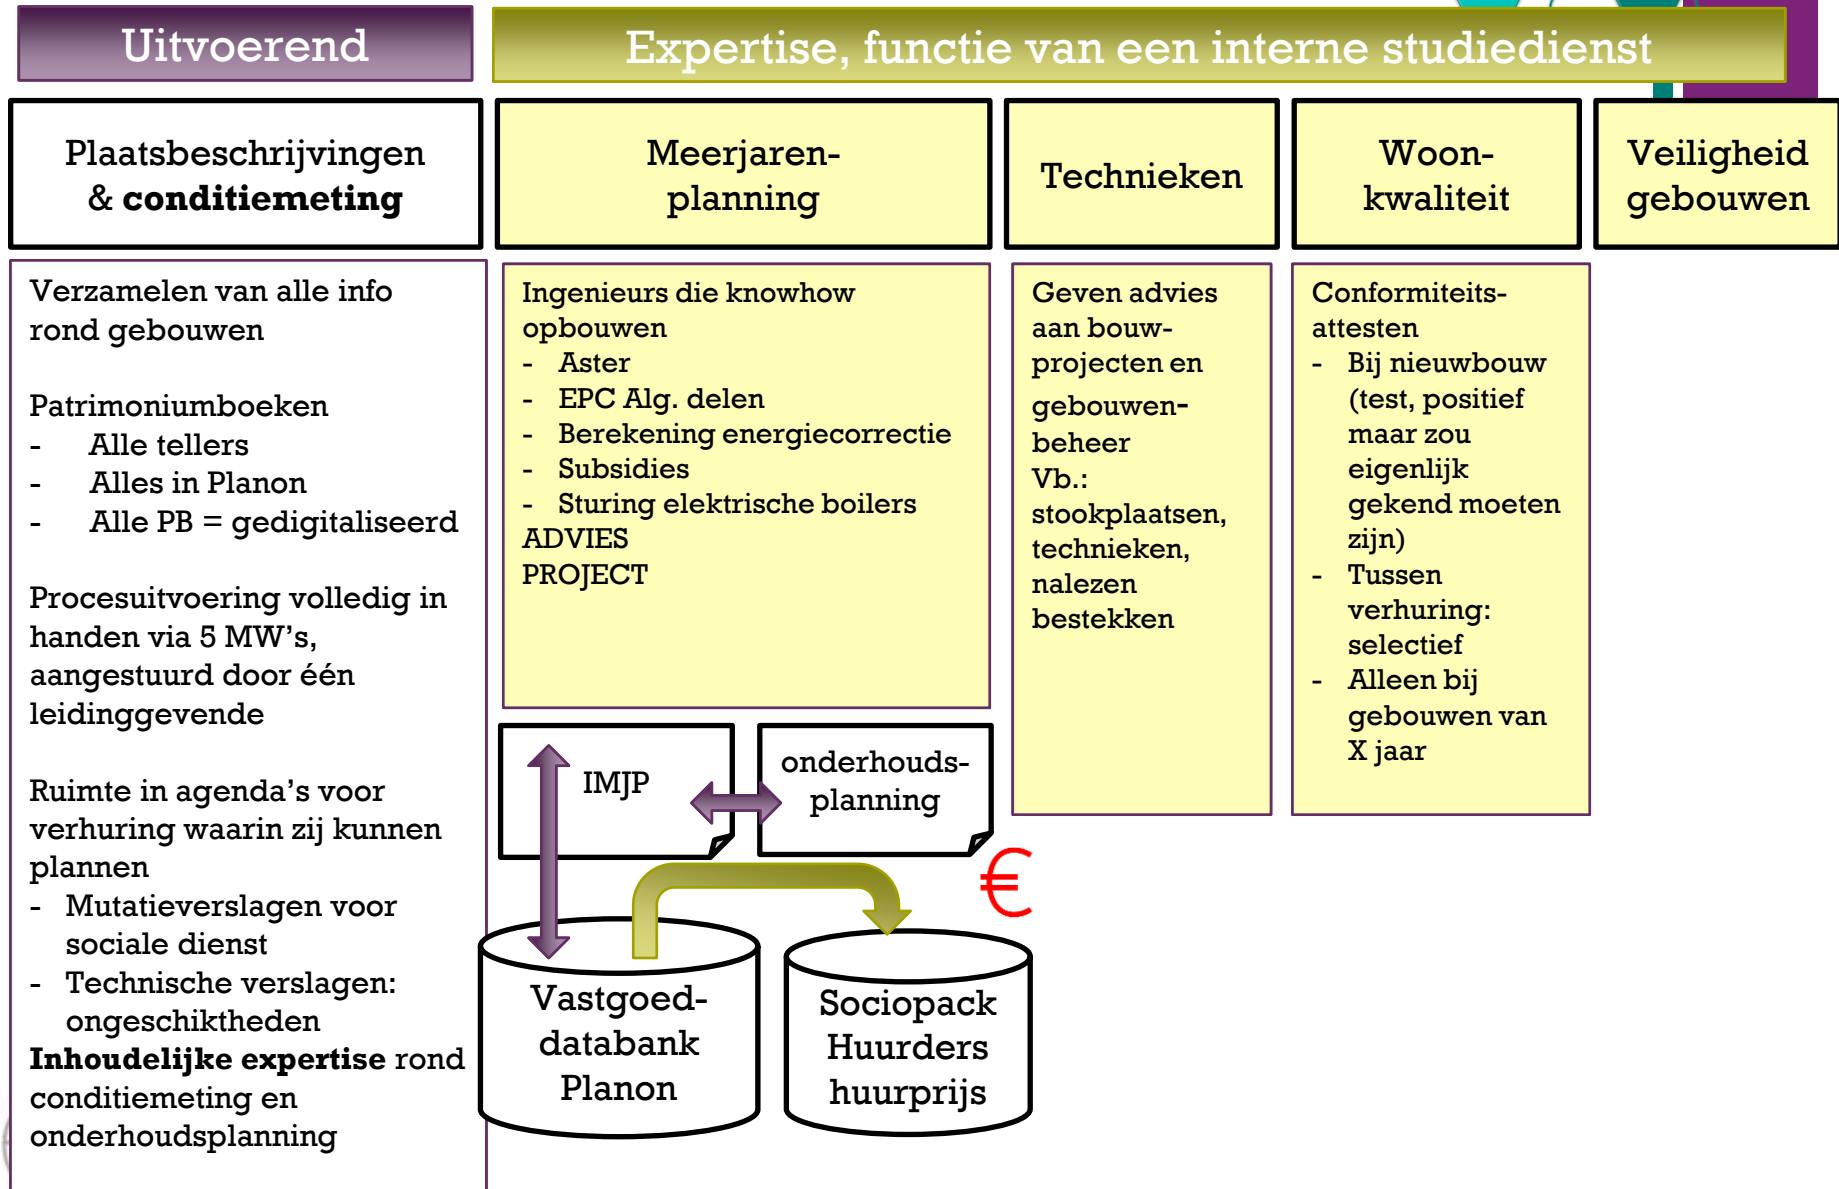 Uitvoerend
Expertise, functie van een interne studiedienst
Plaatsbeschrijvingen
& conditiemeting
Meerjaren-
planning
Technieken
Woon-
kwaliteit
Veiligheid
gebouwen
Verzamelen van alle info
rond gebouwen
Patrimoniumboeken
- Alle tellers
- Alles in Planon
- Alle PB = gedigitaliseerd
Procesuitvoering volledig in
handen via 5 MW’s,
aangestuurd door één
leidinggevende
Ruimte in agenda’s voor
verhuring waarin zij kunnen
plannen
- Mutatieverslagen voor
sociale dienst
- Technische verslagen:
ongeschiktheden
Inhoudelijke expertise rond
conditiemeting en
onderhoudsplanning
Ingenieurs die knowhow
opbouwen
- Aster
- EPC Alg. delen
- Berekening energiecorrectie
- Subsidies
- Sturing elektrische boilers
ADVIES
PROJECT
Geven advies
aan bouw-
projecten en
gebouwen-
beheer
Vb.:
stookplaatsen,
technieken,
nalezen
bestekken
Conformiteits-
attesten
- Bij nieuwbouw
(test, positief
maar zou
eigenlijk
gekend moeten
zijn)
- Tussen
verhuring:
selectief
- Alleen bij
gebouwen van
X jaar
IMJP
onderhouds-
planning
€
Vastgoed-
databank
Planon
Sociopack
Huurders
huurprijs